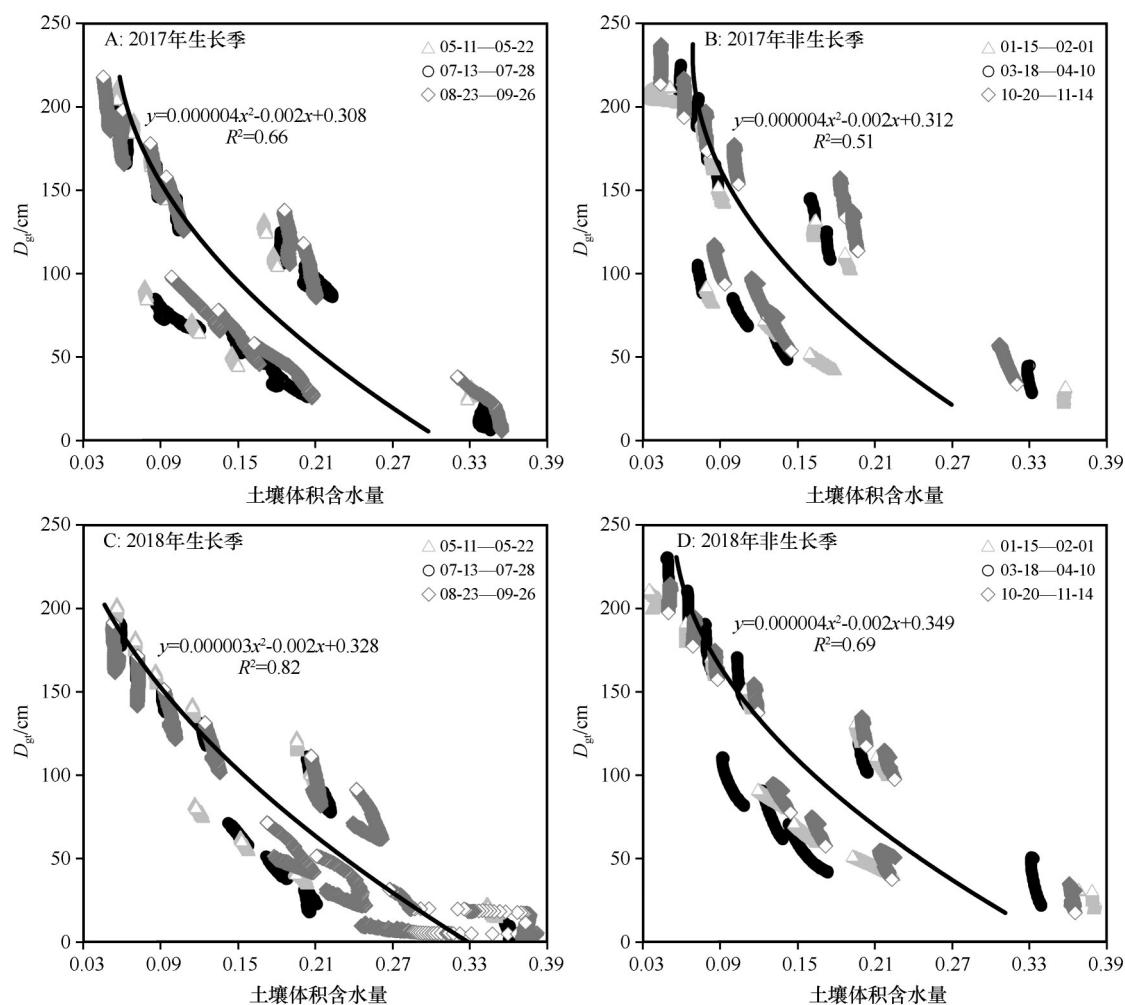 A: 2017年生长季
05-11—05-22
07-13—07-28
08-23—09-26
y=0.000004x²-0.002x+0.308
R²=0.66
D_gt/cm
250
200
150
100
50
0
0.03 0.09 0.15 0.21 0.27 0.33 0.39
土壤体积含水量
B: 2017年非生长季
01-15—02-01
03-18—04-10
10-20—11-14
y=0.000004x²-0.002x+0.312
R²=0.51
D_gt/cm
250
200
150
100
50
0
0.03 0.09 0.15 0.21 0.27 0.33 0.39
土壤体积含水量
C: 2018年生长季
05-11—05-22
07-13—07-28
08-23—09-26
y=0.000003x²-0.002x+0.328
R²=0.82
D_gt/cm
250
200
150
100
50
0
0.03 0.09 0.15 0.21 0.27 0.33 0.39
土壤体积含水量
D: 2018年非生长季
01-15—02-01
03-18—04-10
10-20—11-14
y=0.000004x²-0.002x+0.349
R²=0.69
D_gt/cm
250
200
150
100
50
0
0.03 0.09 0.15 0.21 0.27 0.33 0.39
土壤体积含水量